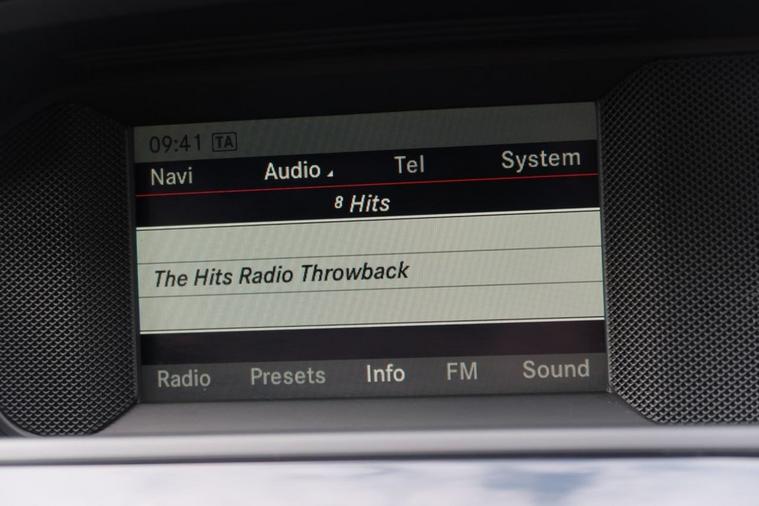 09:41 TA
Navi Audio Tel System
8 Hits
The Hits Radio Throwback
Radio Presets Info FM Sound